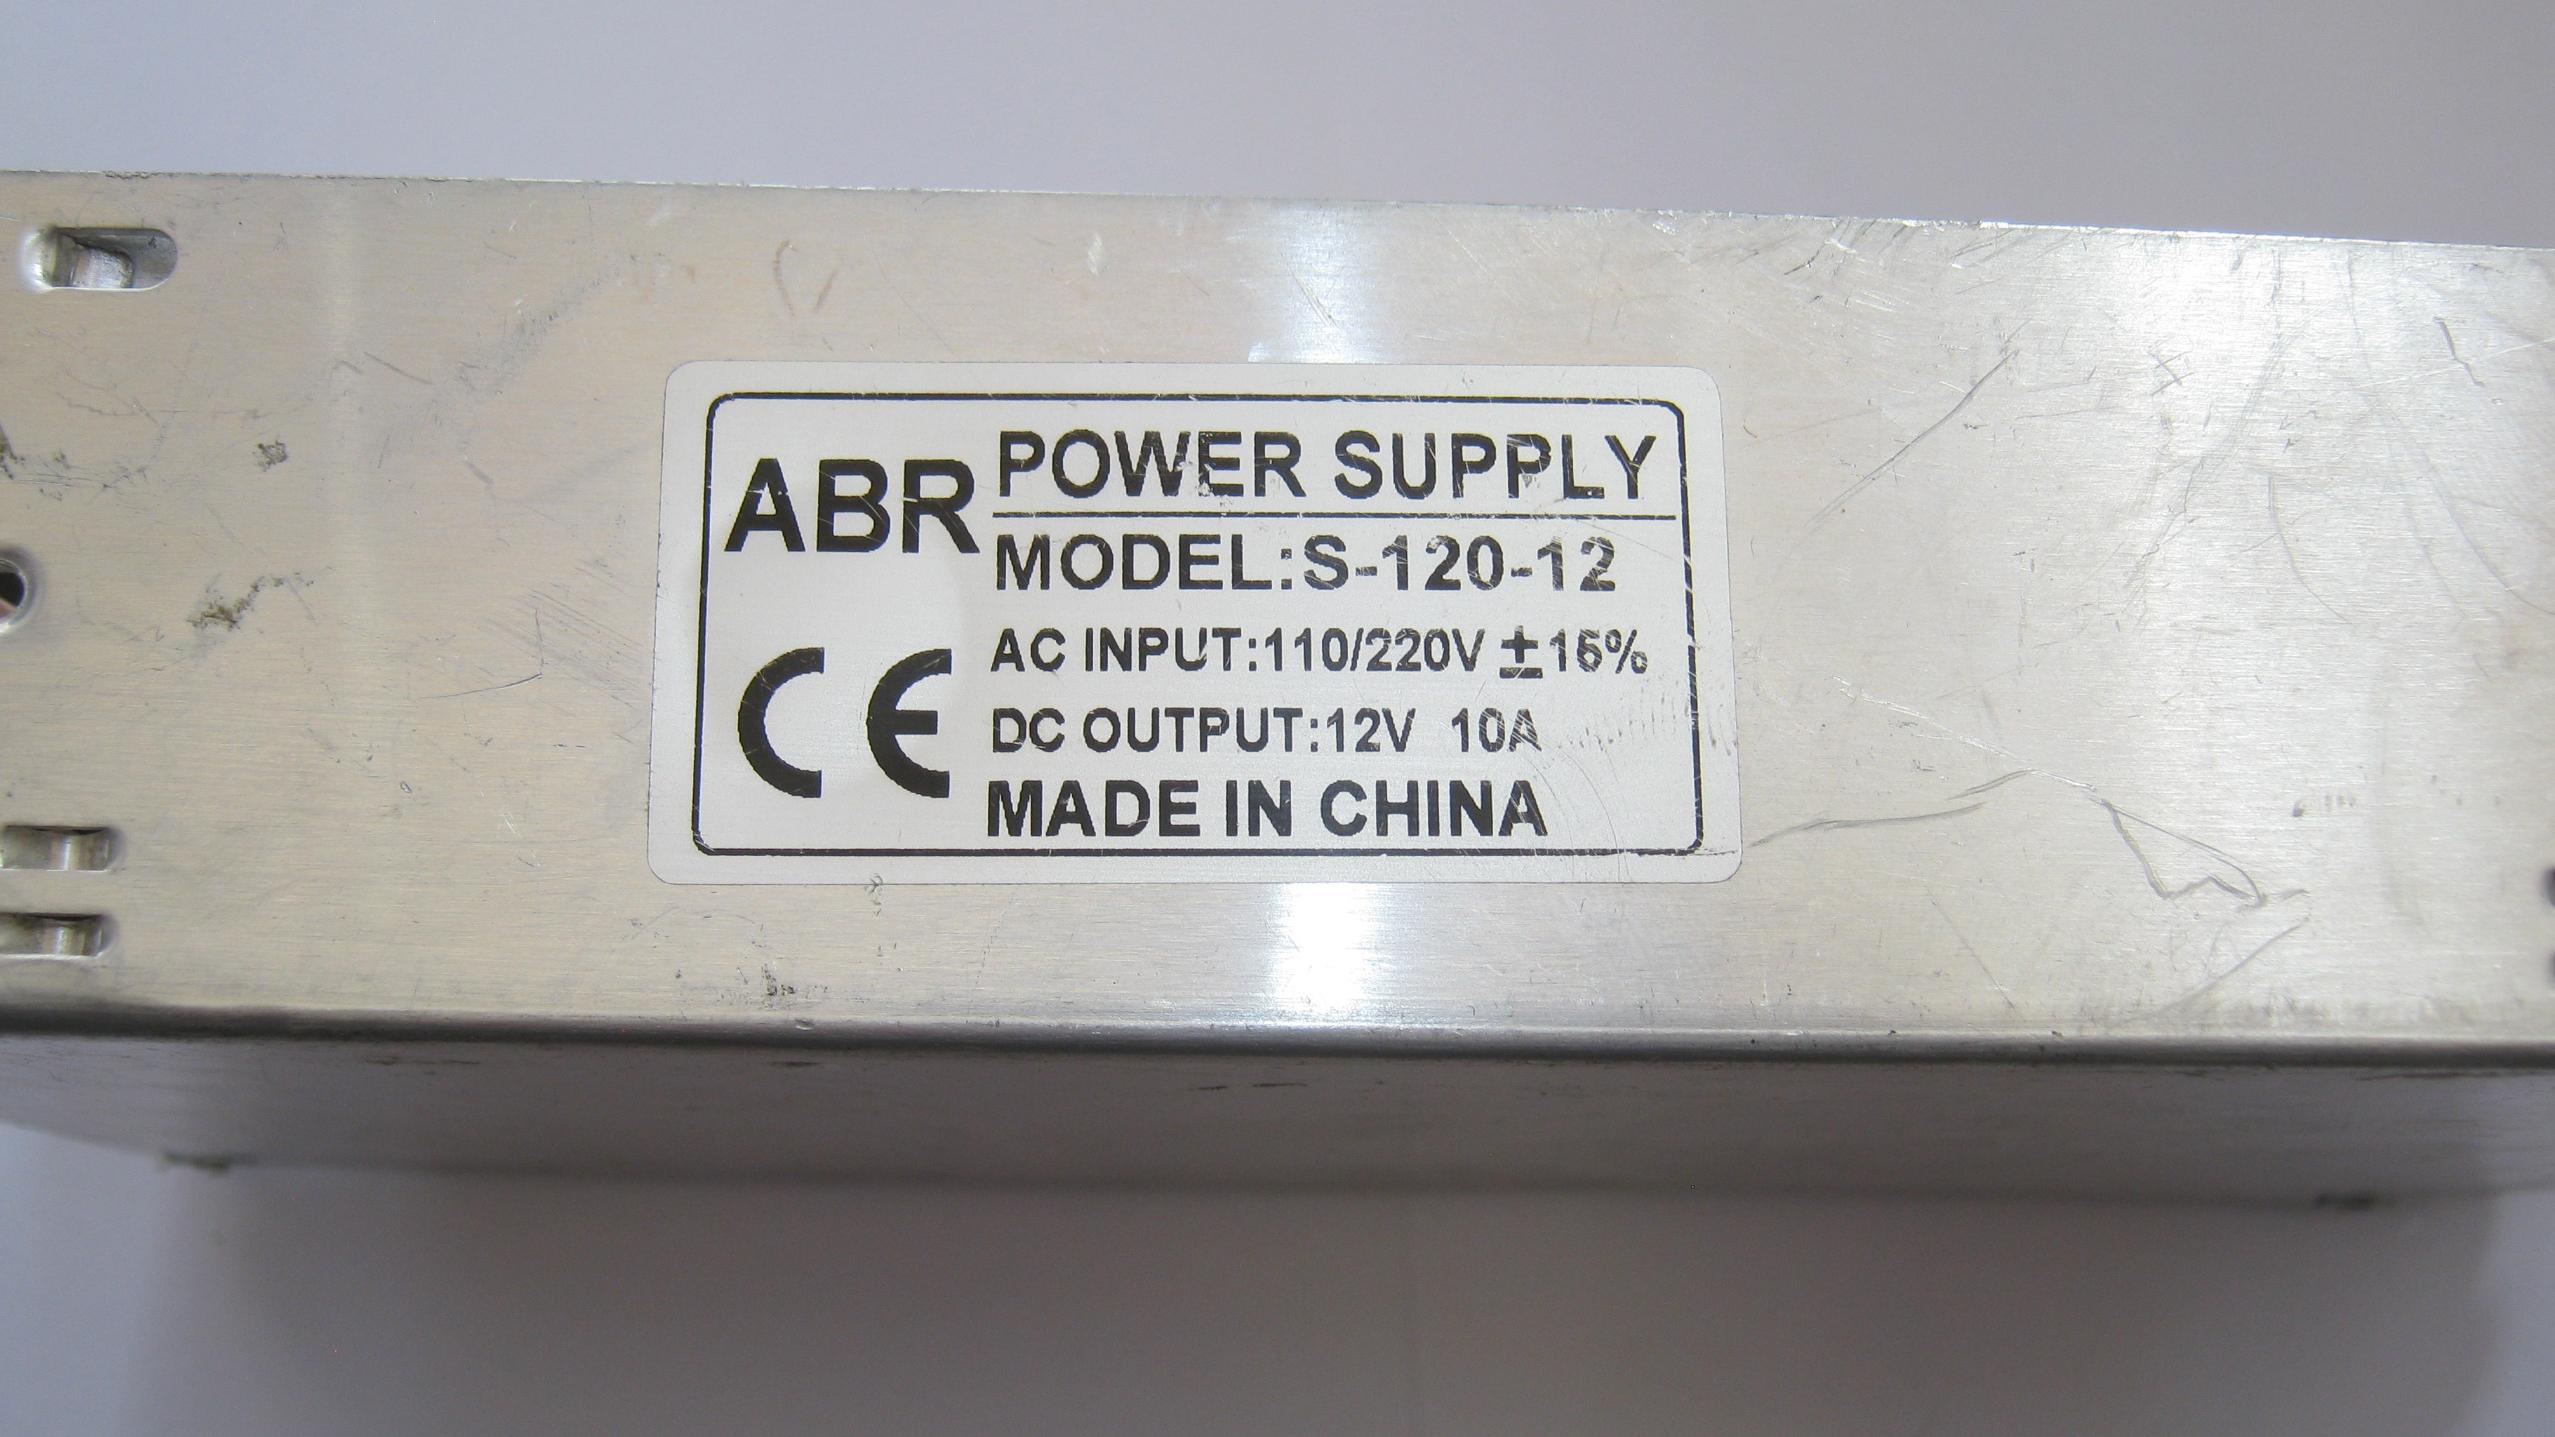 ABR
POWER SUPPLY
MODEL:S-120-12
AC INPUT:110/220V ±15%
DC OUTPUT:12V 10A
MADE IN CHINA
CE